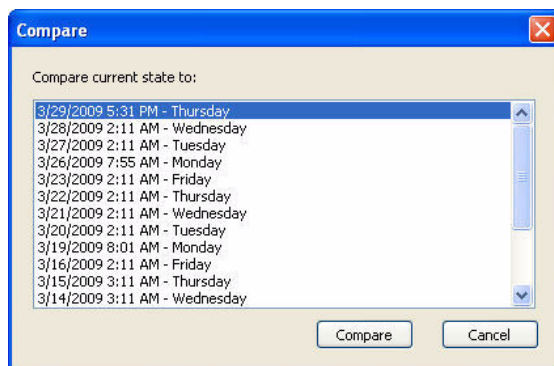 Compare
Compare current state to:
3/29/2009 5:31 PM - Thursday
3/28/2009 2:11 AM - Wednesday
3/27/2009 2:11 AM - Tuesday
3/26/2009 7:55 AM - Monday
3/23/2009 2:11 AM - Friday
3/22/2009 2:11 AM - Thursday
3/21/2009 2:11 AM - Wednesday
3/20/2009 2:11 AM - Tuesday
3/19/2009 8:01 AM - Monday
3/16/2009 2:11 AM - Friday
3/15/2009 3:11 AM - Thursday
3/14/2009 3:11 AM - Wednesday
Compare Cancel